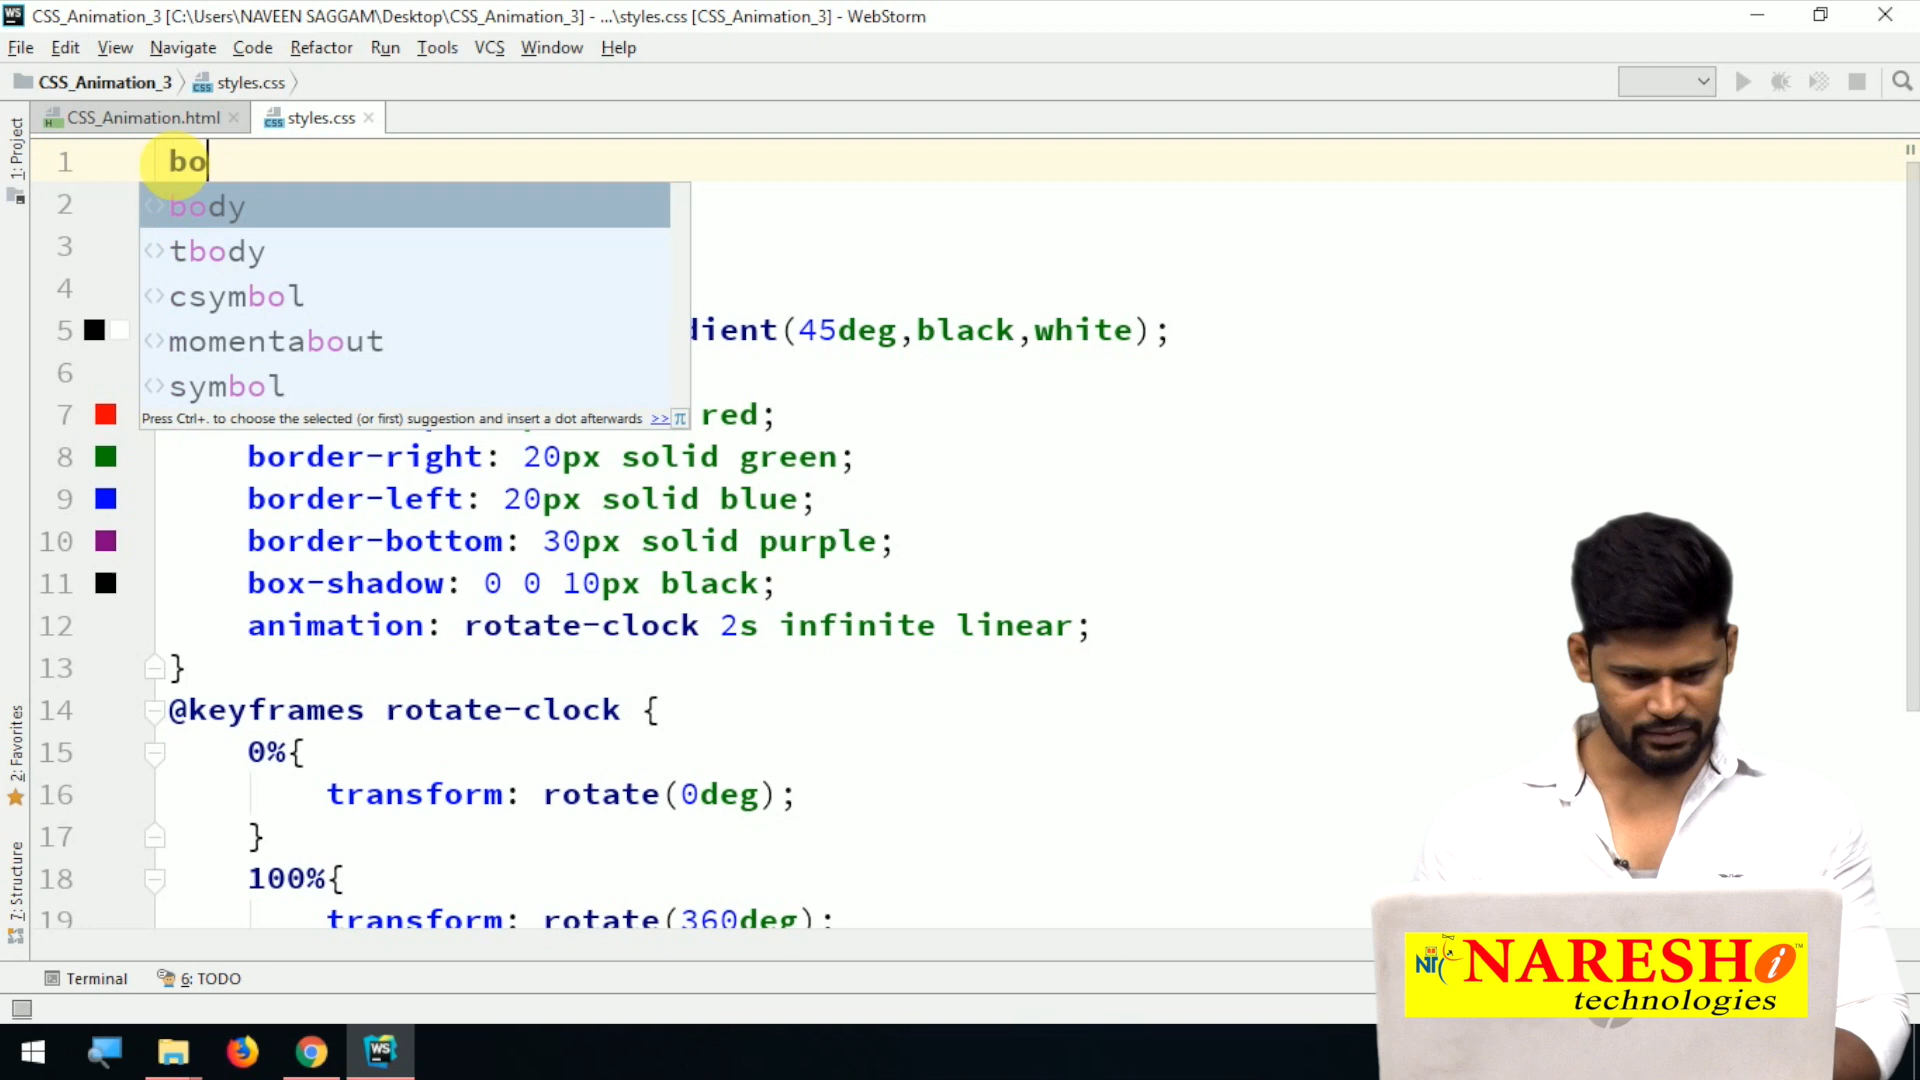 CSS_Animation_3 [C:\Users\NAVEEN SAGGAM\Desktop\CSS_Animation_3] - ...\styles.css [CSS_Animation_3] - WebStorm
File Edit View Navigate Code Refactor Run Tools VCS Window Help
CSS_Animation_3 styles.css
CSS_Animation.html styles.css
1: Project
2: Favorites
7: Structure
1 bo
2
3
4
5 dient(45deg,black,white);
6
7 red;
8 border-right: 20px solid green;
9 border-left: 20px solid blue;
10 border-bottom: 30px solid purple;
11 box-shadow: 0 0 10px black;
12 animation: rotate-clock 2s infinite linear;
13 }
14 @keyframes rotate-clock {
15 0%{
16 transform: rotate(0deg);
17 }
18 100%{
19 transform: rotate(360deg);
body
tbody
csymbol
momentabout
symbol
Press Ctrl+. to choose the selected (or first) suggestion and insert a dot afterwards >> π
Terminal 6: TODO
NARESH i ™
technologies